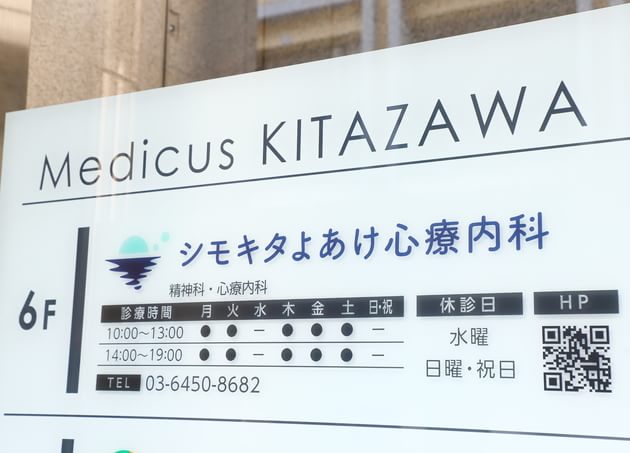 Medicus KITAZAWA
6F
シモキタよあけ心療内科
精神科・心療内科
診療時間 月 火 水 木 金 土 日・祝
10:00〜13:00 ● ● ー ● ● ● ー
14:00〜19:00 ● ● ー ● ● ● ー
TEL 03-6450-8682
休診日
水曜
日曜・祝日
HP